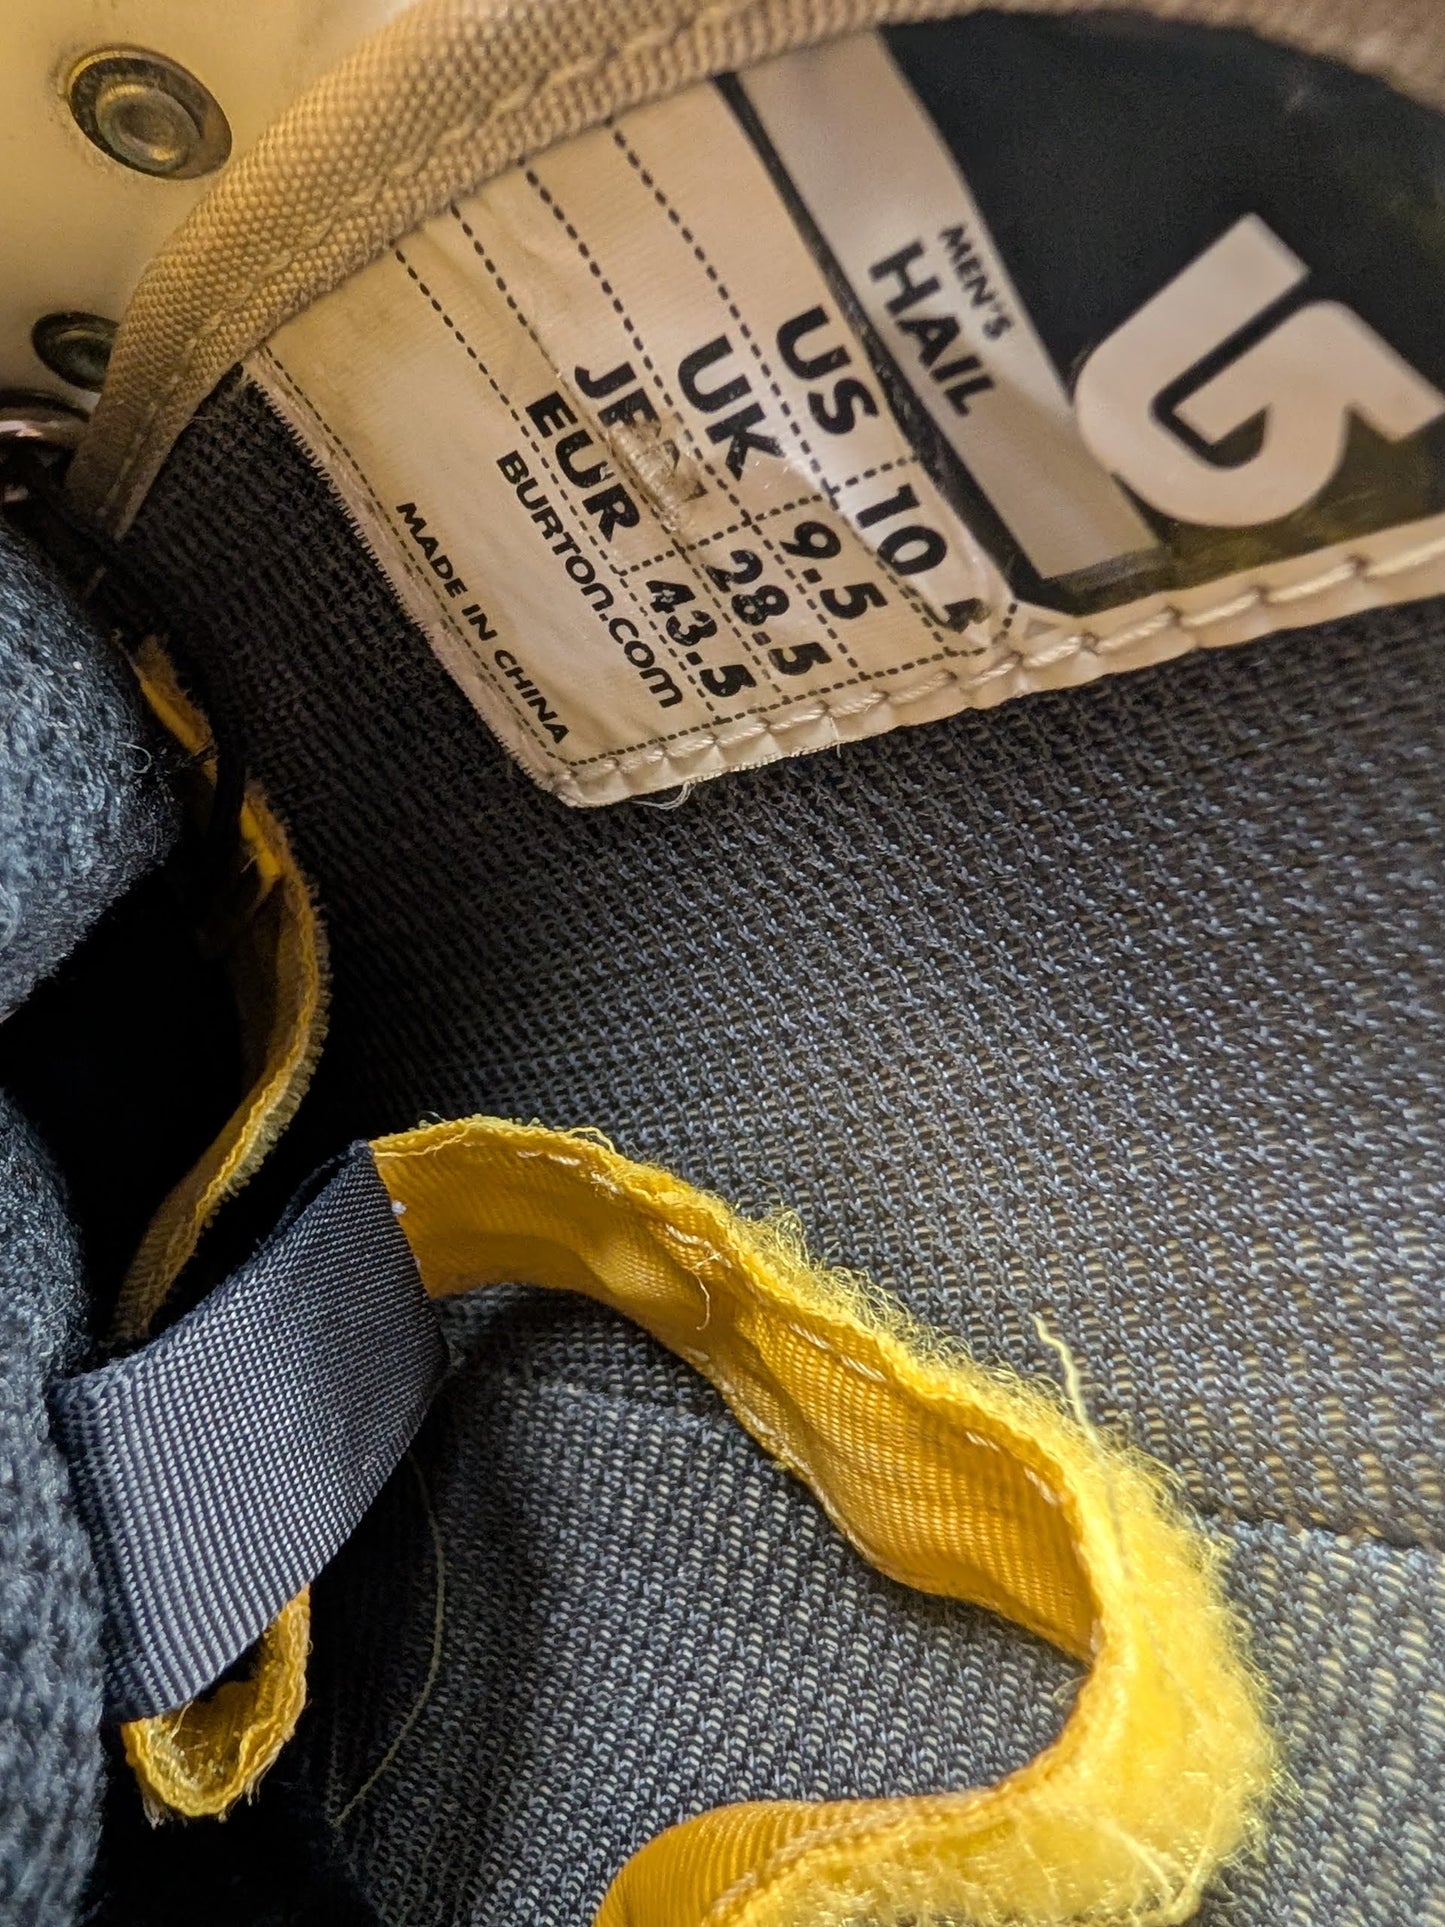 MEN'S
HAIL
US 10
UK 9.5
28.5
EUR 43.5
BURTON.COM
MADE IN CHINA